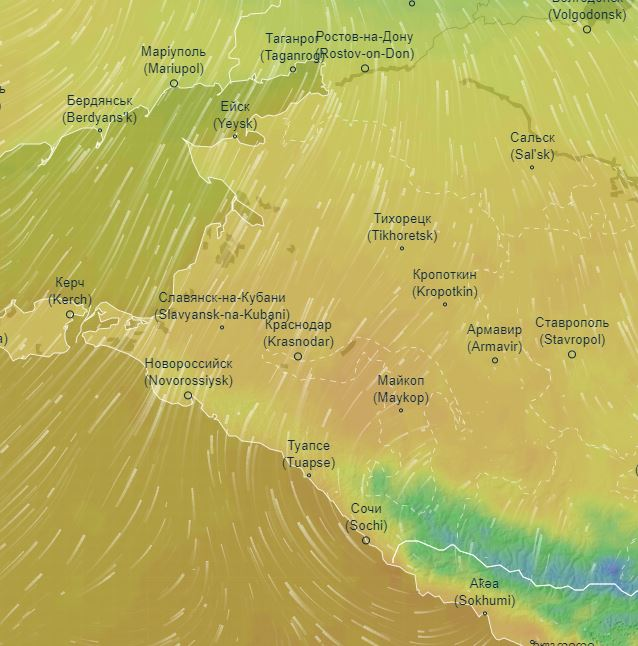 (Volgodonsk)
Таганрог
(Taganrog)
Ростов-на-Дону
(Rostov-on-Don)
Маріуполь
(Mariupol)
Бердянськ
(Berdyans'k)
Ейск
(Yeysk)
Сальск
(Sal'sk)
Тихорецк
(Tikhoretsk)
Керч
(Kerch)
Кропоткин
(Kropotkin)
Славянск-на-Кубани
(Slavyansk-na-Kubani)
Краснодар
(Krasnodar)
Армавир
(Armavir)
Ставрополь
(Stavropol)
Новороссийск
(Novorossiysk)
Майкоп
(Maykop)
Туапсе
(Tuapse)
Сочи
(Sochi)
Аҟəа
(Sokhumi)